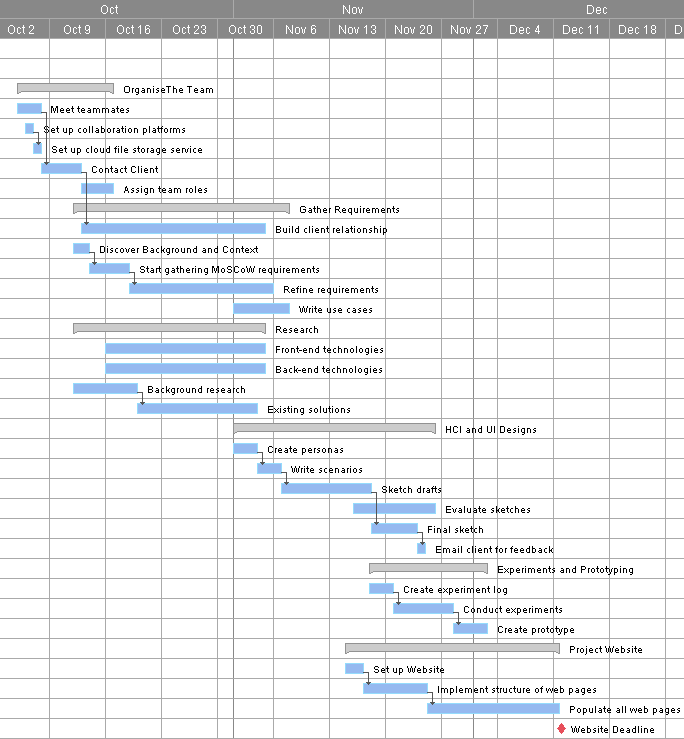 Oct Nov Dec
Oct 2 Oct 9 Oct 16 Oct 23 Oct 30 Nov 6 Nov 13 Nov 20 Nov 27 Dec 4 Dec 11 Dec 18 D
OrganiseThe Team
Meet teammates
Set up collaboration platforms
Set up cloud file storage service
Contact Client
Assign team roles
Gather Requirements
Build client relationship
Discover Background and Context
Start gathering MoSCoW requirements
Refine requirements
Write use cases
Research
Front-end technologies
Back-end technologies
Background research
Existing solutions
HCI and UI Designs
Create personas
Write scenarios
Sketch drafts
Evaluate sketches
Final sketch
Email client for feedback
Experiments and Prototyping
Create experiment log
Conduct experiments
Create prototype
Project Website
Set up Website
Implement structure of web pages
Populate all web pages
Website Deadline